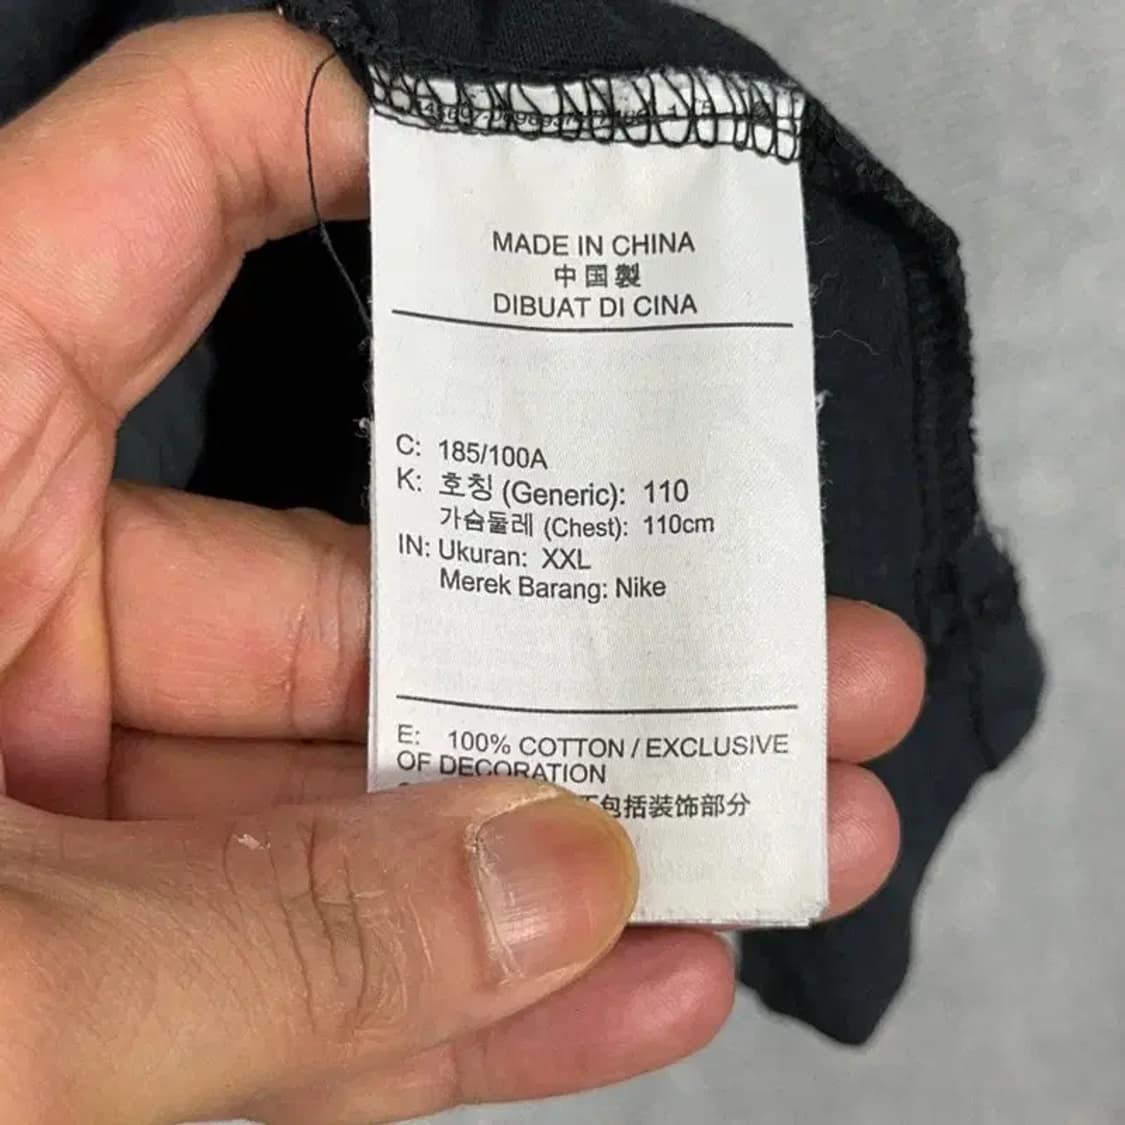 MADE IN CHINA
中国製
DIBUAT DI CINA
C: 185/100A
K: 호칭 (Generic): 110
가슴둘레 (Chest): 110cm
IN: Ukuran: XXL
Merek Barang: Nike
E: 100% COTTON / EXCLUSIVE
OF DECORATION
包括装饰部分